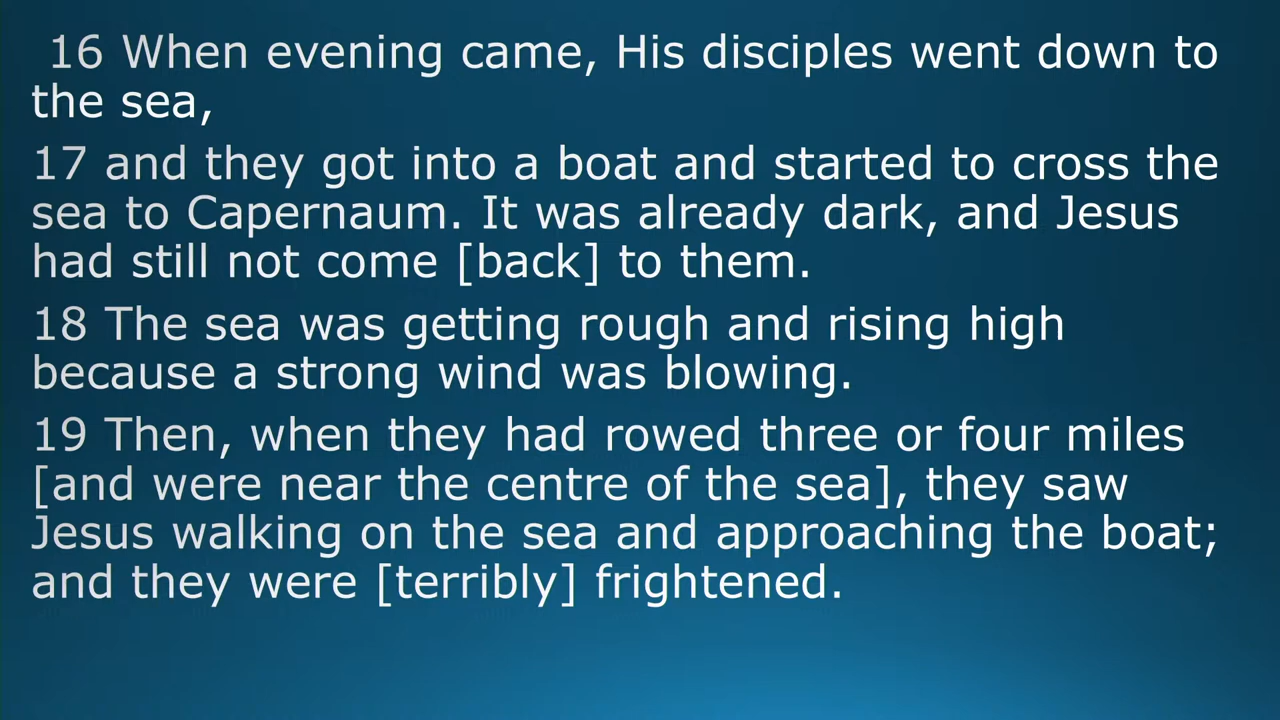 16 When evening came, His disciples went down to
the sea,
17 and they got into a boat and started to cross the
sea to Capernaum. It was already dark, and Jesus
had still not come [back] to them.
18 The sea was getting rough and rising high
because a strong wind was blowing.
19 Then, when they had rowed three or four miles
[and were near the centre of the sea], they saw
Jesus walking on the sea and approaching the boat;
and they were [terribly] frightened.